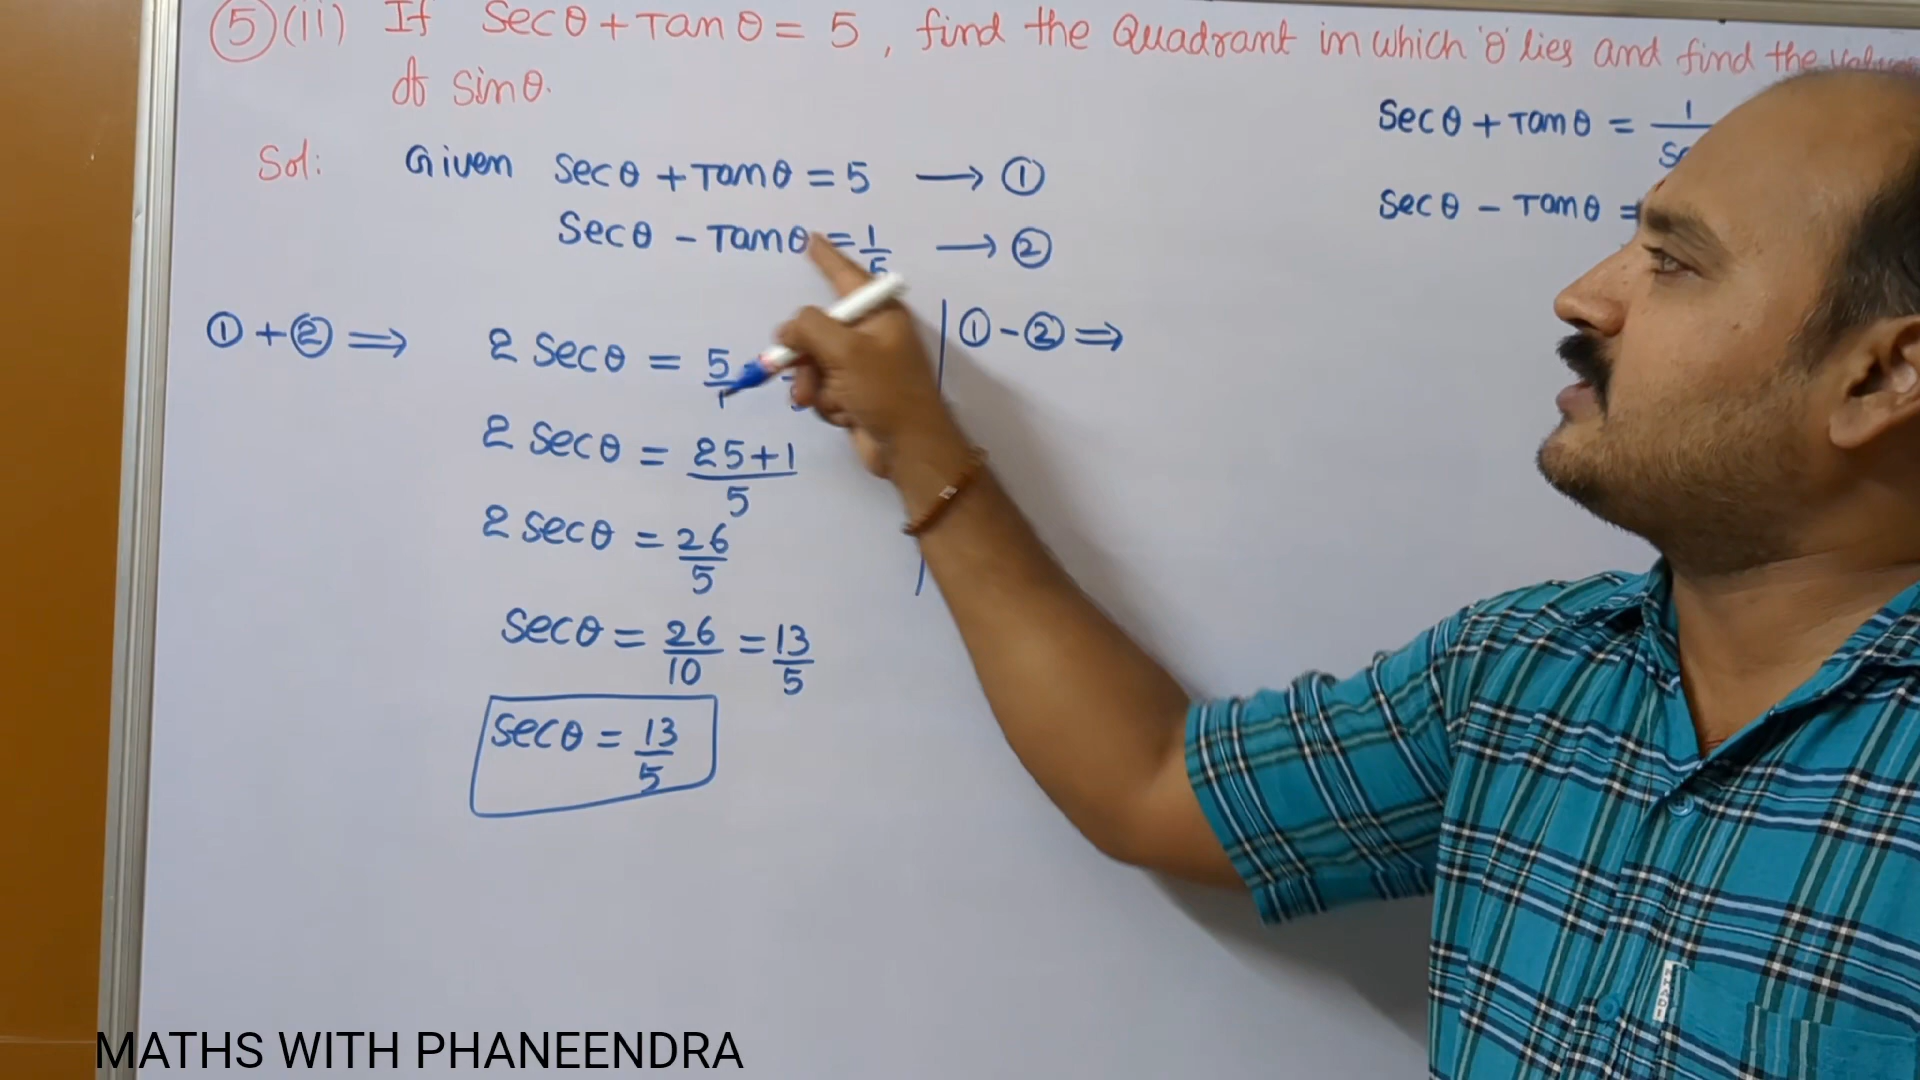 ⑤ (ii) If Secθ + Tanθ = 5, find the Quadrant in which 'θ' lies and find the value
of sinθ.
Sol: Given Secθ + Tanθ = 5 → ①
Secθ - Tanθ = 1/5 → ②
① + ② ⇒ 2 Secθ = 5/1
2 Secθ = 25+1/5
2 Secθ = 26/5
Secθ = 26/10 = 13/5
Secθ = 13/5
① - ② ⇒
Secθ + Tanθ = 1/
Secθ - Tanθ =
MATHS WITH PHANEENDRA